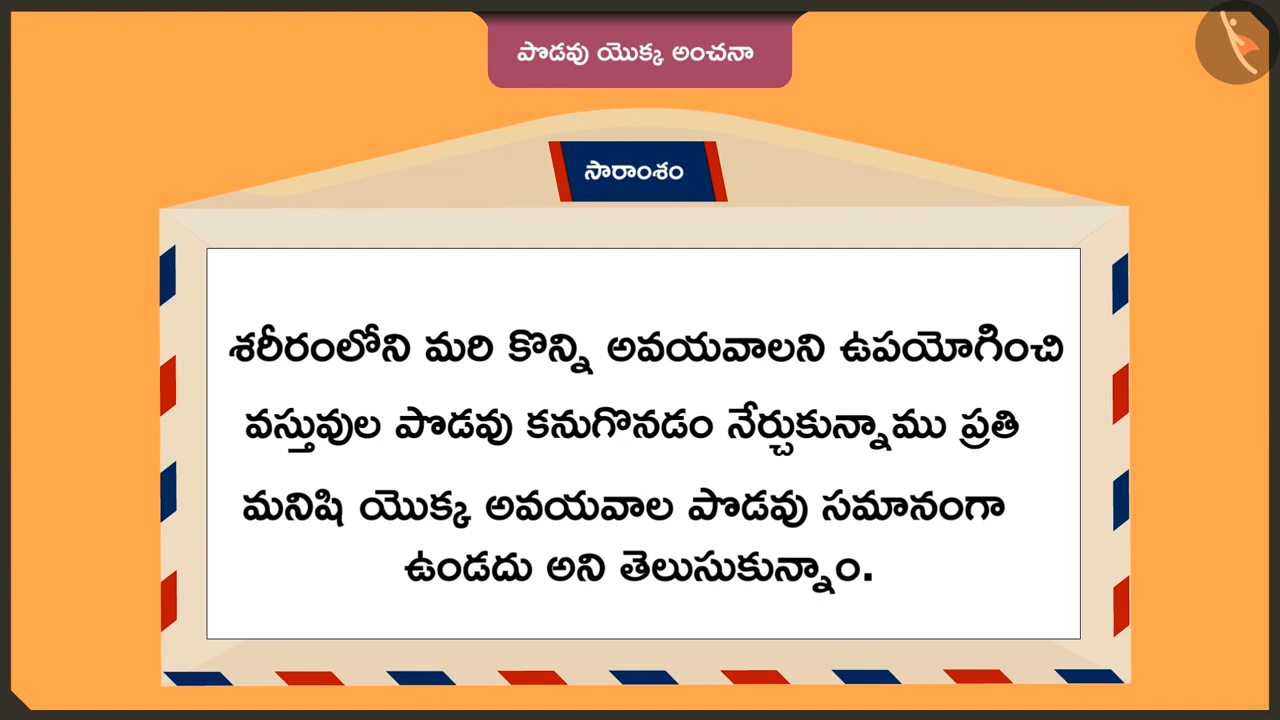 పొడవు యొక్క అంచనా
సారాంశం
శరీరంలోని మరి కొన్ని అవయవాలని ఉపయోగించి
వస్తువుల పొడవు కనుగొనడం నేర్చుకున్నాము ప్రతి
మనిషి యొక్క అవయవాల పొడవు సమానంగా
ఉండదు అని తెలుసుకున్నాం.